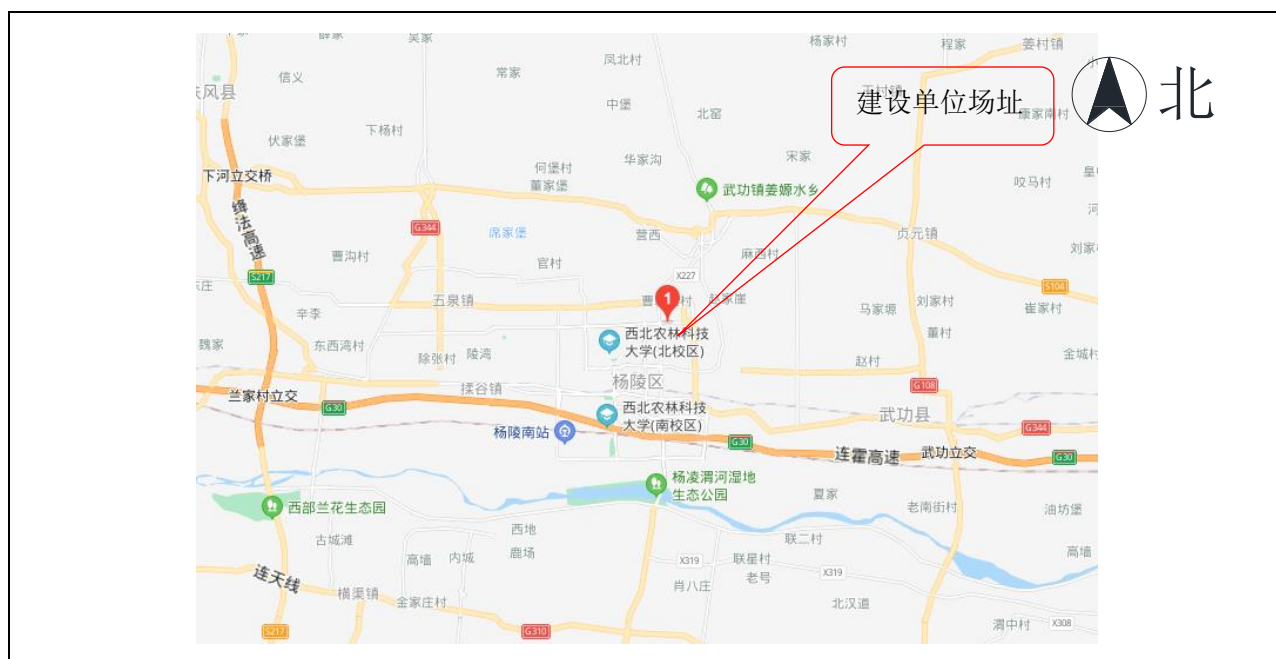 吴家
杨家村
程家
姜村镇
凤北村
信义
常家
扶风县
中堡
北窑
建设单位场址
北
康家南村
下杨村
伏家堡
华家沟
宋家
何堡村
董家堡
下河立交桥
咬马村
武功镇姜嫄水乡
绛法高速
G344
席家堡
营西
贞元镇
曹沟村
官村
麻西村
刘家
S217
X227
S104
五泉镇
1
赵家崖
马家塬
刘家村
崔家村
辛李
西北农林科技
大学(北校区)
董村
魏家
东西湾村
除张村
陵湾
赵村
金城村
杨陵区
揉谷镇
G108
兰家村立交
G30
西北农林科技
大学(南校区)
武功县
杨陵南站
G344
G30
连霍高速
武功立交
G30
杨凌渭河湿地
生态公园
夏家
西部兰花生态园
老南街村
油坊堡
古城滩
西地
鹿场
联二村
高墙
内城
X319
联星村
老号
高墙
连天线
X319
肖八庄
横渠镇
金家庄村
北汉道
S217
G310
渭中村
X308